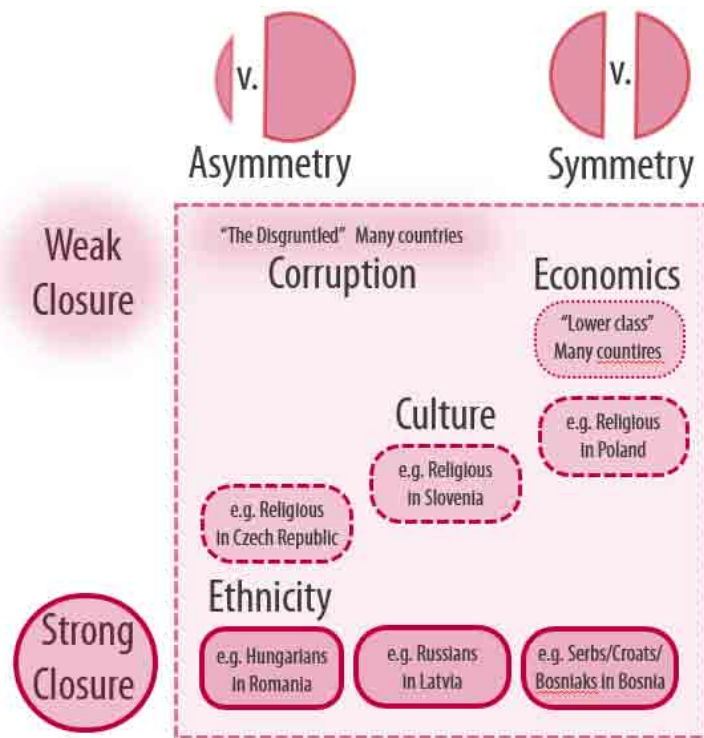 v.
v.
Asymmetry
Symmetry
Weak
Closure
"The Disgruntled" Many countries
Corruption
Economics
"Lower class"
Many countires
Culture
e.g. Religious
in Poland
e.g. Religious
in Slovenia
e.g. Religious
in Czech Republic
Ethnicity
Strong
Closure
e.g. Hungarians
in Romania
e.g. Russians
in Latvia
e.g. Serbs/Croats/
Bosniaks in Bosnia